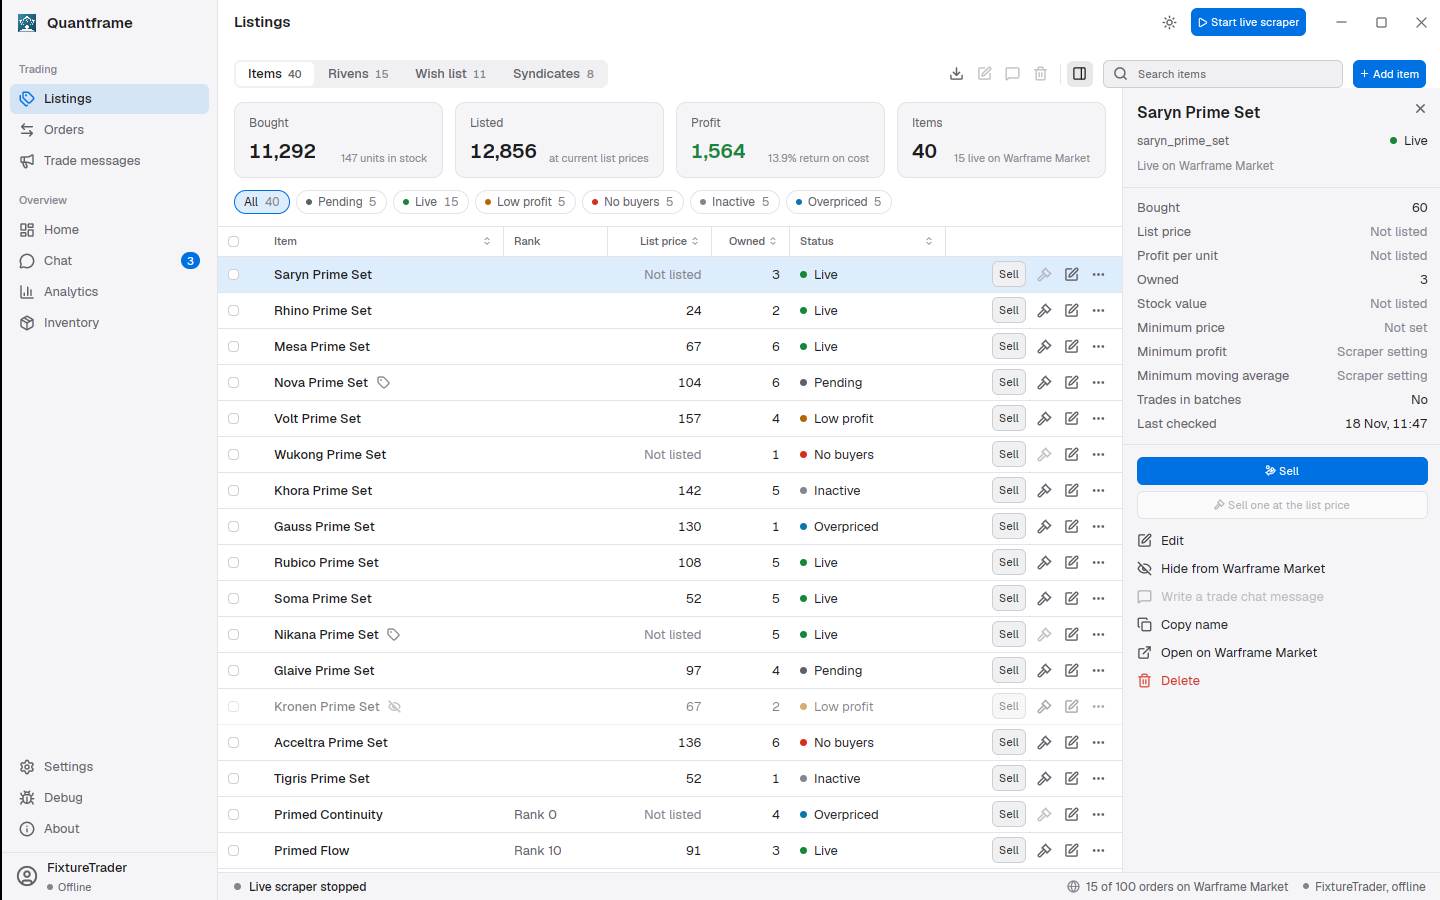 Quantframe
Trading
Listings
Orders
Trade messages
Overview
Home
Chat 3
Analytics
Inventory
Settings
Debug
About
FixtureTrader
Offline
Listings
Start live scraper
Items 40 Rivens 15 Wish list 11 Syndicates 8
Search items
Add item
Bought
11,292 147 units in stock
Listed
12,856 at current list prices
Profit
1,564 13.9% return on cost
Items
40 15 live on Warframe Market
All 40 Pending 5 Live 15 Low profit 5 No buyers 5 Inactive 5 Overpriced 5
Item Rank List price Owned Status
Saryn Prime Set Not listed 3 Live Sell
Rhino Prime Set 24 2 Live Sell
Mesa Prime Set 67 6 Live Sell
Nova Prime Set 104 6 Pending Sell
Volt Prime Set 157 4 Low profit Sell
Wukong Prime Set Not listed 1 No buyers Sell
Khora Prime Set 142 5 Inactive Sell
Gauss Prime Set 130 1 Overpriced Sell
Rubico Prime Set 108 5 Live Sell
Soma Prime Set 52 5 Live Sell
Nikana Prime Set Not listed 5 Live Sell
Glaive Prime Set 97 4 Pending Sell
Kronen Prime Set 67 2 Low profit Sell
Acceltra Prime Set 136 6 No buyers Sell
Tigris Prime Set 52 1 Inactive Sell
Primed Continuity Rank 0 Not listed 4 Overpriced Sell
Primed Flow Rank 10 91 3 Live Sell
Saryn Prime Set
saryn_prime_set Live
Live on Warframe Market
Bought 60
List price Not listed
Profit per unit Not listed
Owned 3
Stock value Not listed
Minimum price Not set
Minimum profit Scraper setting
Minimum moving average Scraper setting
Trades in batches No
Last checked 18 Nov, 11:47
Sell
Sell one at the list price
Edit
Hide from Warframe Market
Write a trade chat message
Copy name
Open on Warframe Market
Delete
Live scraper stopped
15 of 100 orders on Warframe Market
FixtureTrader, offline